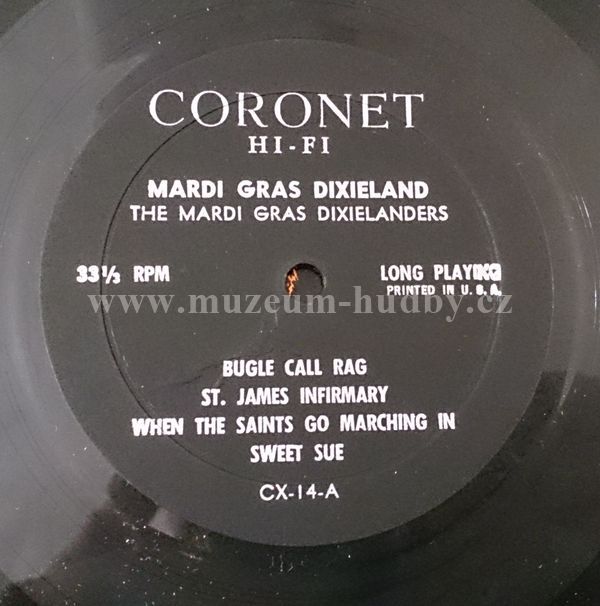 CORONET
HI-FI
MARDI GRAS DIXIELAND
THE MARDI GRAS DIXIELANDERS
33⅓ RPM
LONG PLAYING
PRINTED IN U. S. A.
www.muzeum-hudby.cz
BUGLE CALL RAG
ST. JAMES INFIRMARY
WHEN THE SAINTS GO MARCHING IN
SWEET SUE
CX-14-A